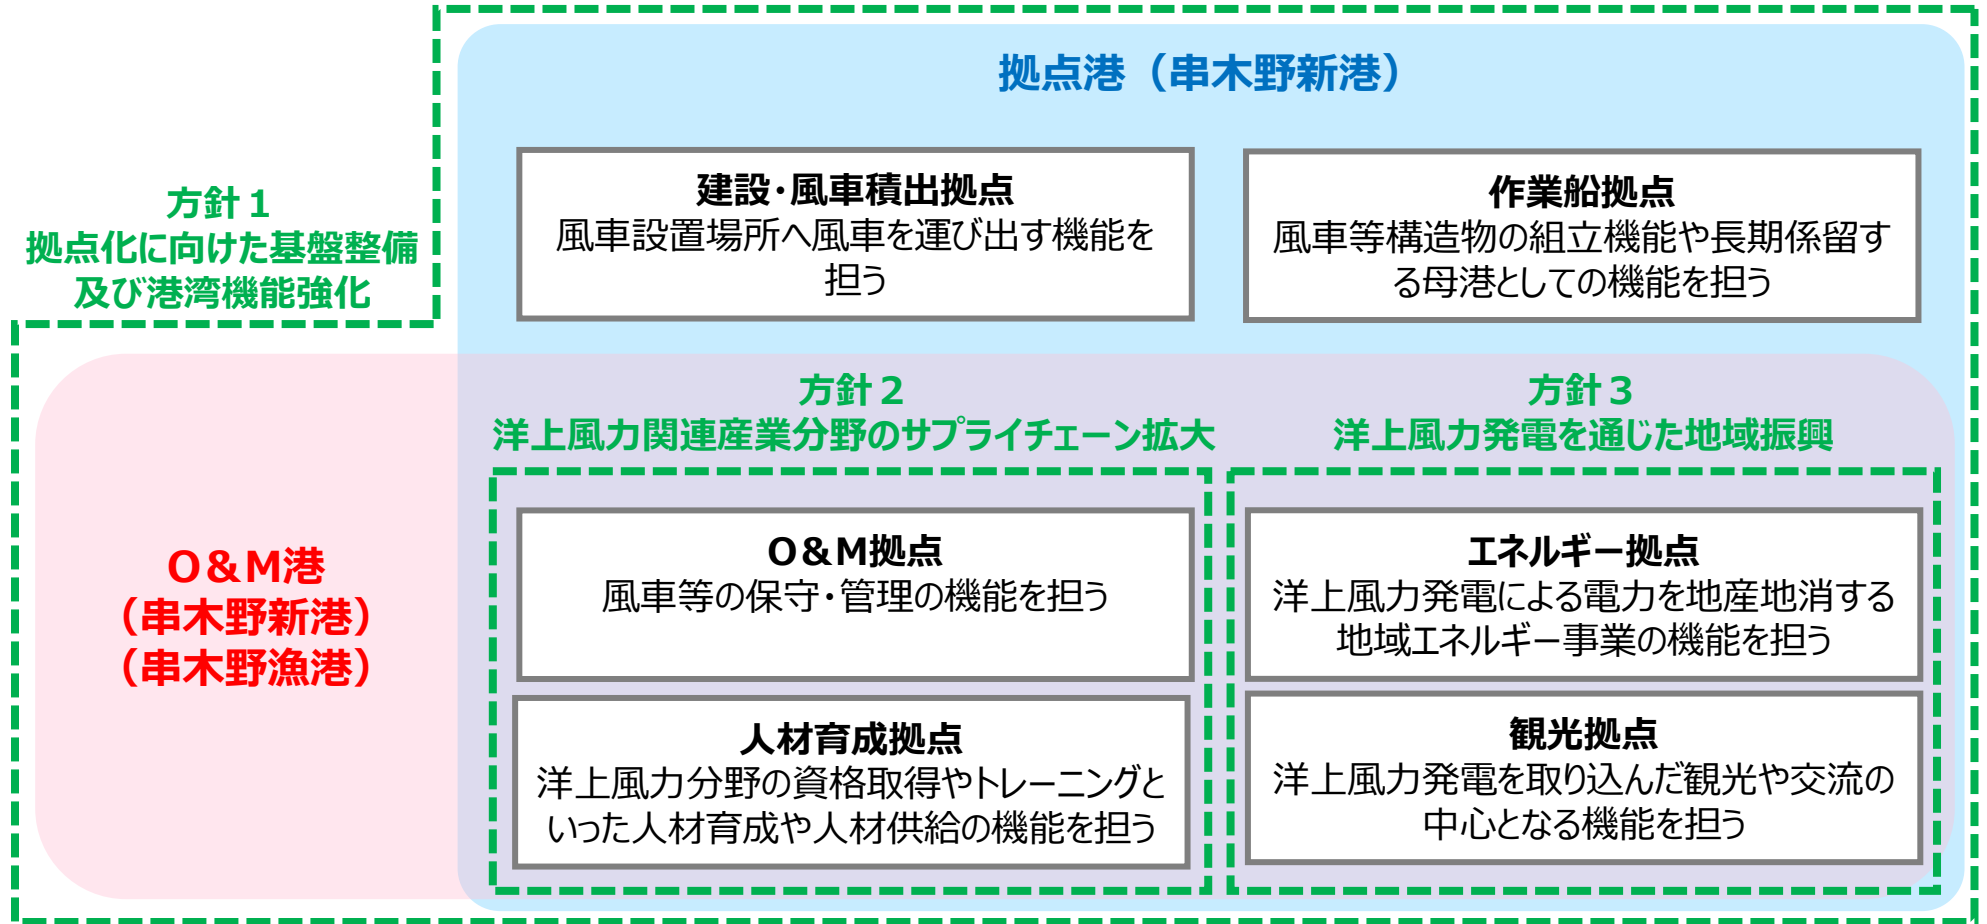 拠点港（串木野新港）
方針１
拠点化に向けた基盤整備
及び港湾機能強化
建設・風車積出拠点
風車設置場所へ風車を運び出す機能を
担う
作業船拠点
風車等構造物の組立機能や長期係留す
る母港としての機能を担う
方針２
洋上風力関連産業分野のサプライチェーン拡大
方針３
洋上風力発電を通じた地域振興
O＆M港
（串木野新港）
（串木野漁港）
O＆M拠点
風車等の保守・管理の機能を担う
エネルギー拠点
洋上風力発電による電力を地産地消する
地域エネルギー事業の機能を担う
人材育成拠点
洋上風力分野の資格取得やトレーニングと
いった人材育成や人材供給の機能を担う
観光拠点
洋上風力発電を取り込んだ観光や交流の
中心となる機能を担う